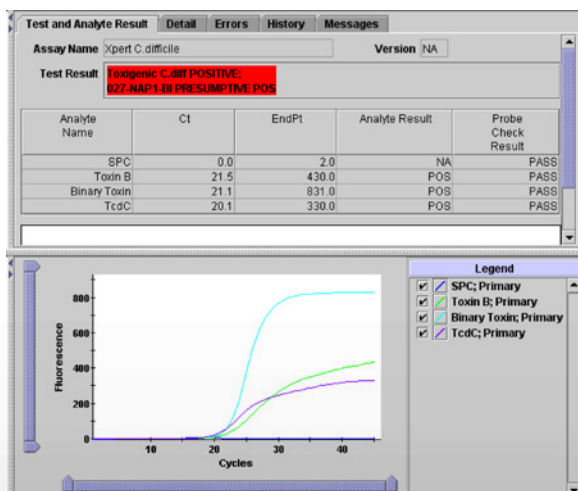 Test and Analyte Result Detail Errors History Messages
Assay Name Xpert C.difficile Version NA
Test Result Toxigenic C.diff POSITIVE;
027-NAP1-BI PRESUMPTIVE POS
Analyte Name Ct EndPt Analyte Result Probe Check Result
SPC 0.0 2.0 NA PASS
Toxin B 21.5 430.0 POS PASS
Binary Toxin 21.1 831.0 POS PASS
TcdC 20.1 330.0 POS PASS
Legend
SPC; Primary
Toxin B; Primary
Binary Toxin; Primary
TcdC; Primary
Fluorescence
800
600
400
200
0
10 20 30 40
Cycles